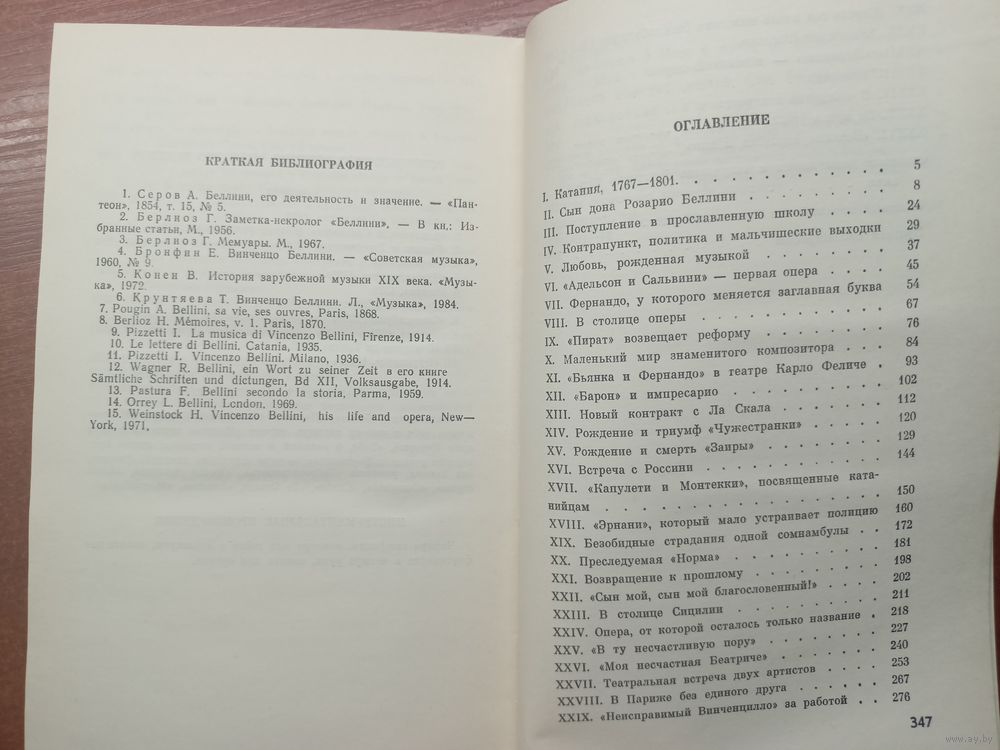 КРАТКАЯ БИБЛИОГРАФИЯ
1. Серов А. Беллини, его деятельность и значение. — «Пан-
теон», 1854, т. 15, № 5.
2. Берлиоз Г. Заметка-некролог «Беллини», — В кн.: Из-
бранные статьи, М., 1956.
3. Берлиоз Г. Мемуары. М., 1967.
4. Бронфин Е. Винченцо Беллини. — «Советская музыка»,
1960, № 9.
5. Конен В. История зарубежной музыки XIX века. «Музы-
ка», 1972.
6. Крунтяева Т. Винченцо Беллини. Л., «Музыка», 1984.
7. Pougin A. Bellini, sa vie, ses ouvres, Paris, 1868.
8. Berlioz H. Mémoires, v. 1. Paris, 1870.
9. Pizzetti I. La musica di Vincenzo Bellini, Firenze, 1914.
10. Le lettere di Bellini. Catania, 1935.
11. Pizzetti I. Vincenzo Bellini. Milano, 1936.
12. Wagner R. Bellini, ein Wort zu seiner Zeit в его книге
Sämtliche Schriften und dictungen, Bd XII, Volksausgabe, 1914.
13. Pastura F. Bellini secondo la storia, Parma, 1959.
14. Orrey L. Bellini, London. 1969.
15. Weinstock H. Vincenzo Bellini, his life and opera, New—
York, 1971.
ОГЛАВЛЕНИЕ
I. Катания, 1767—1801. . . . . . . . . . . 5
II. Сын дона Розарио Беллини . . . . . . . . 8
III. Поступление в прославленную школу . . . . 24
IV. Контрапункт, политика и мальчишеские выходки 29
V. Любовь, рожденная музыкой . . . . . . . 37
VI. «Адельсон и Сальвини» — первая опера . . . . 45
VII. Фернандо, у которого меняется заглавная буква 54
VIII. В столице оперы . . . . . . . . . . 67
IX. «Пират» возвещает реформу . . . . . . . 76
X. Маленький мир знаменитого композитора . . . 84
XI. «Бьянка и Фернандо» в театре Карло Феличе . 93
XII. «Барон» и импресарио . . . . . . . . 102
XIII. Новый контракт с Ла Скала . . . . . . 112
XIV. Рождение и триумф «Чужестранки» . . . . 120
XV. Рождение и смерть «Заиры» . . . . . . 129
XVI. Встреча с Россини . . . . . . . . . 144
XVII. «Капулети и Монтекки», посвященные ката-
нийцам . . . . . . . . . . . . . 150
XVIII. «Эрнани», который мало устраивает полицию 160
XIX. Безобидные страдания одной сомнамбулы . . 172
XX. Преследуемая «Норма» . . . . . . . . 181
XXI. Возвращение к прошлому . . . . . . . 198
XXII. «Сын мой, сын мой благословенный!» . . . . 202
XXIII. В столице Сицилии . . . . . . . . 211
XXIV. Опера, от которой осталось только название . 218
XXV. «В ту несчастливую пору» . . . . . . . 227
XXVI. «Моя несчастная Беатриче» . . . . . . 240
XXVII. Театральная встреча двух артистов . . . . 253
XXVIII. В Париже без единого друга . . . . . . 267
XXIX. «Неисправимый Винченцилло» за работой . . 276
347
www.ay.by